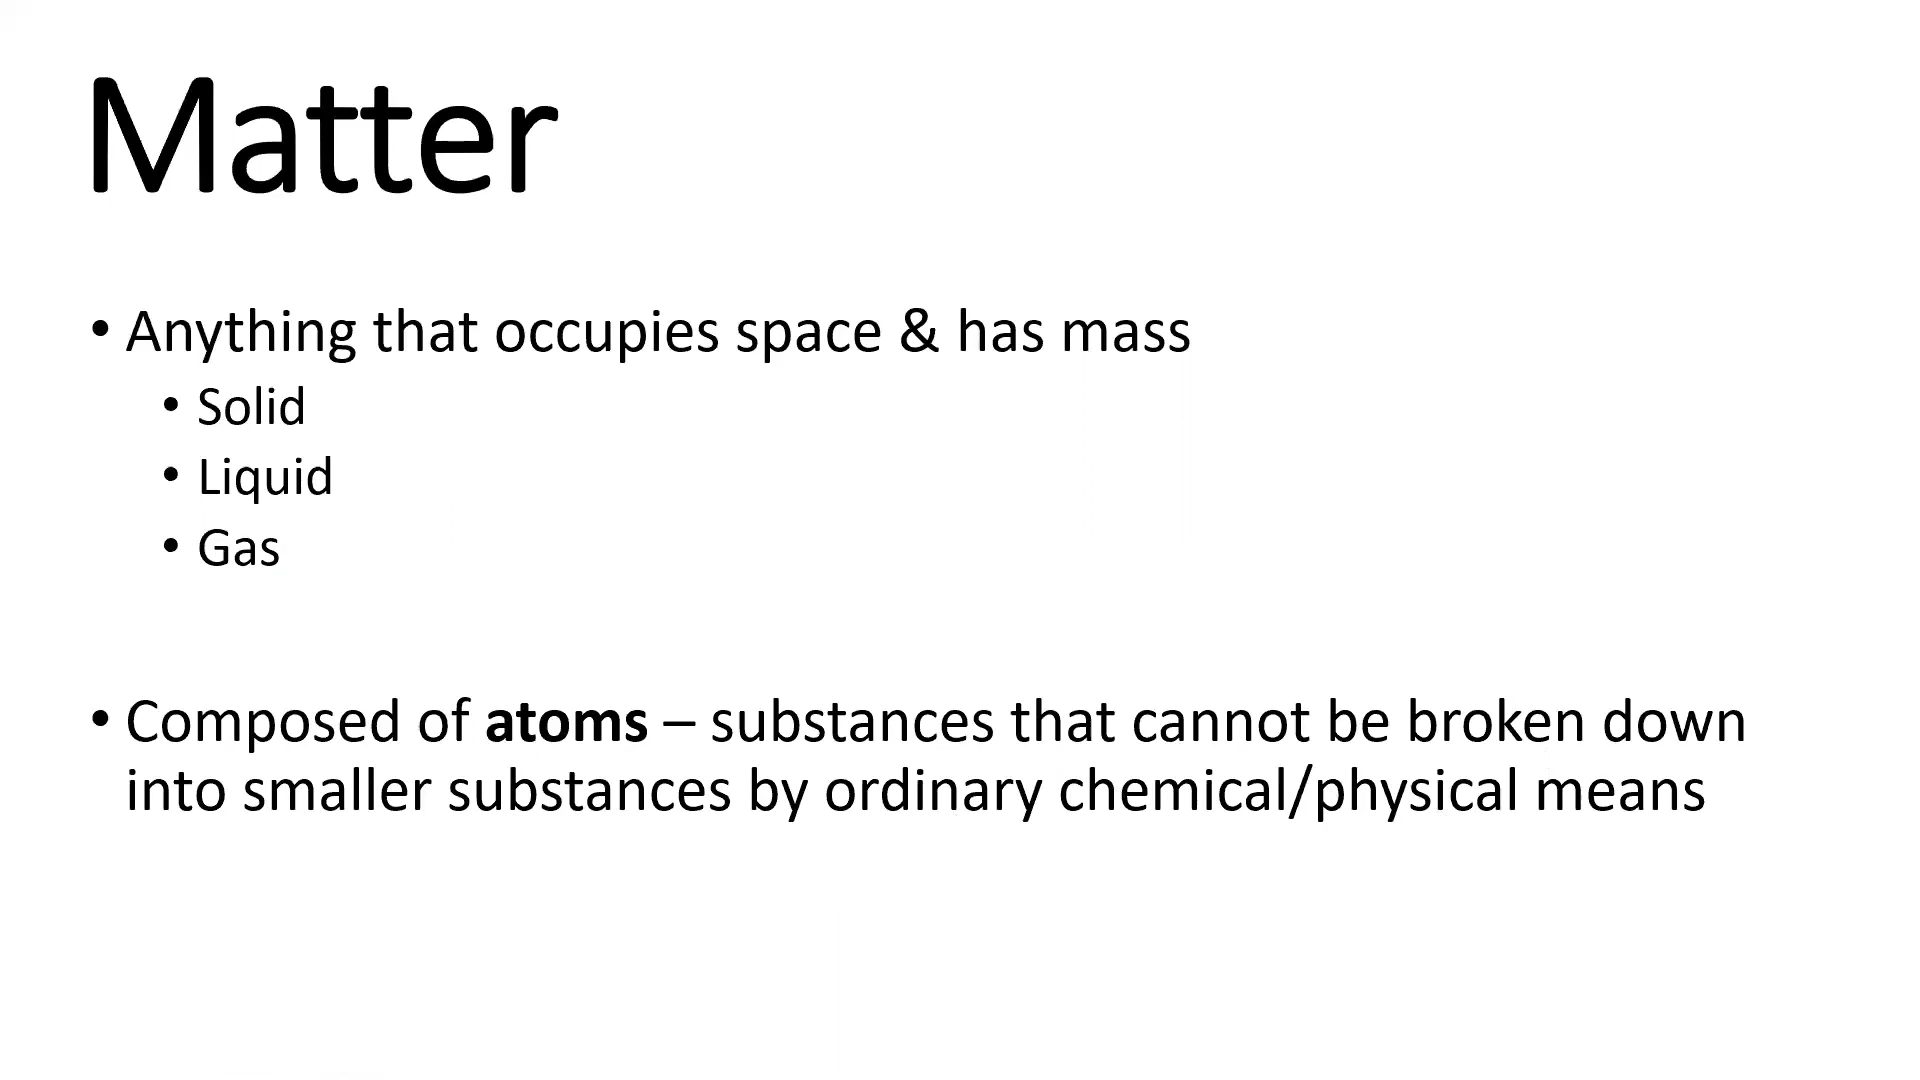 Matter
• Anything that occupies space & has mass
• Solid
• Liquid
• Gas
• Composed of atoms – substances that cannot be broken down
into smaller substances by ordinary chemical/physical means